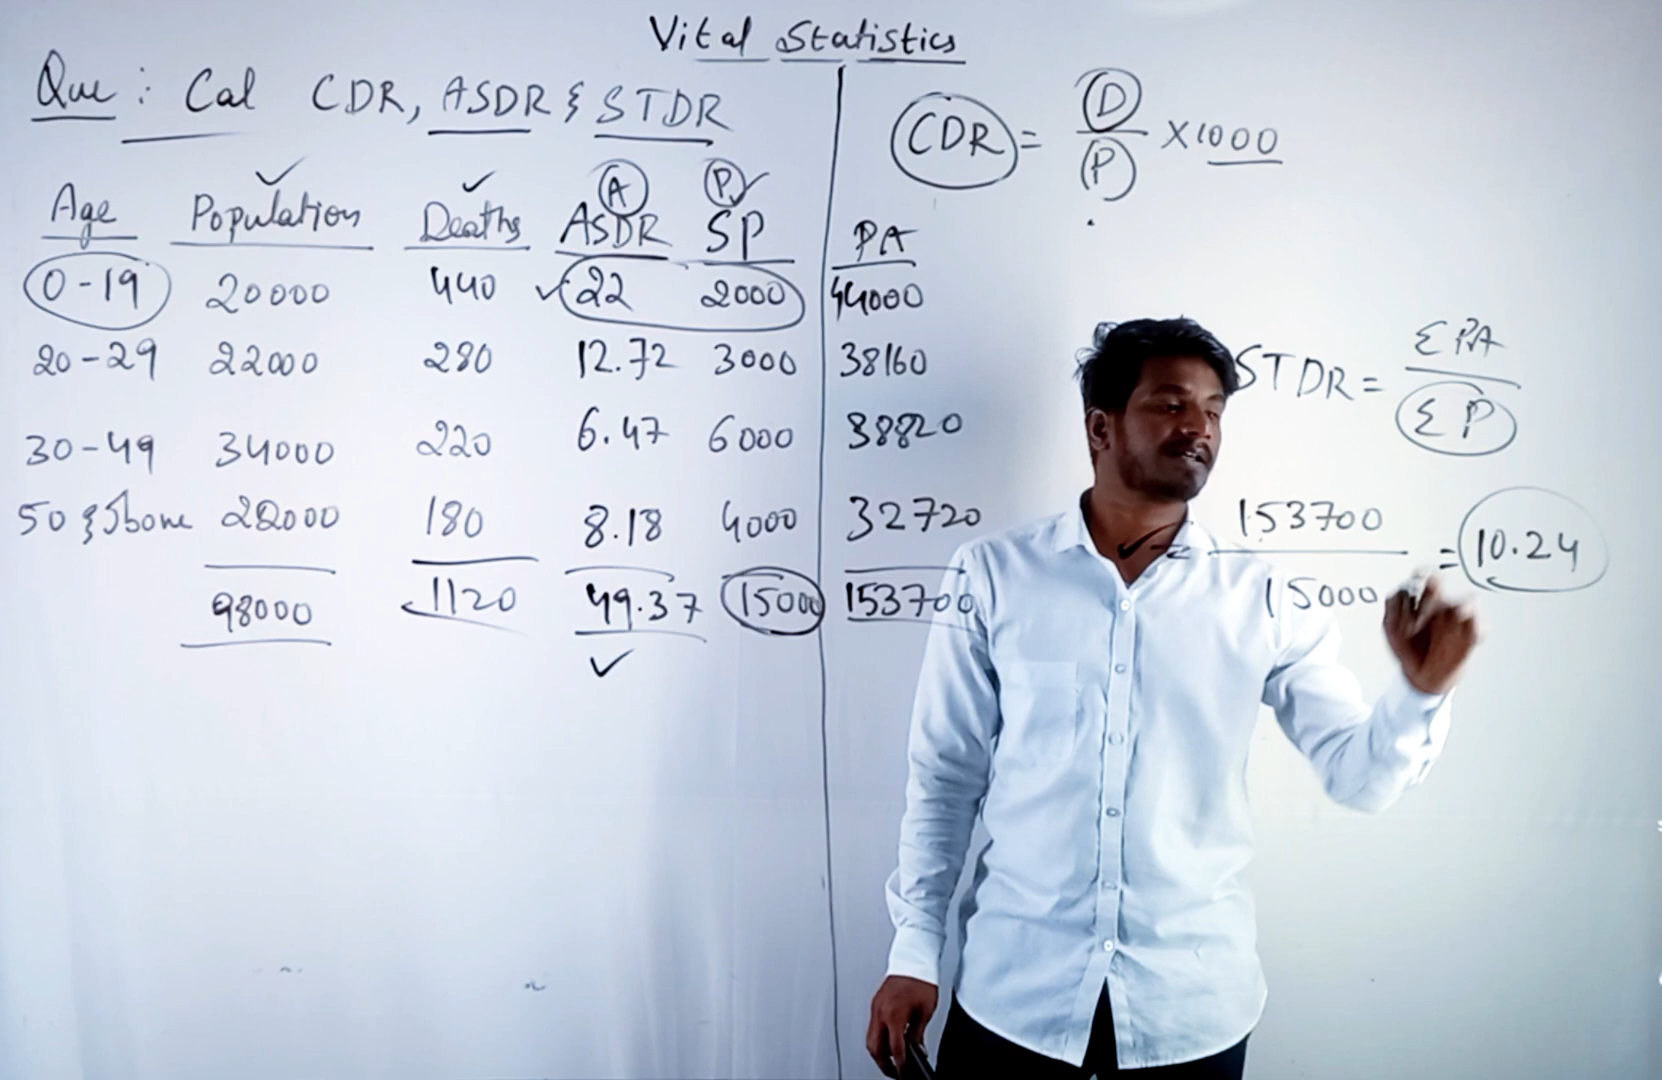 Vital Statistics
Que : Cal CDR, ASDR & STDR
CDR = D/P ×1000
A P
Age Population Deaths ASDR SP PA
0-19 20000 440 22 2000 44000
20-29 22000 280 12.72 3000 38160
30-49 34000 220 6.47 6000 38820
50 & Above 22000 180 8.18 4000 32720
98000 1120 49.37 15000 153700
STDR = ΣPA/ΣP
= 153700/15000 = 10.24